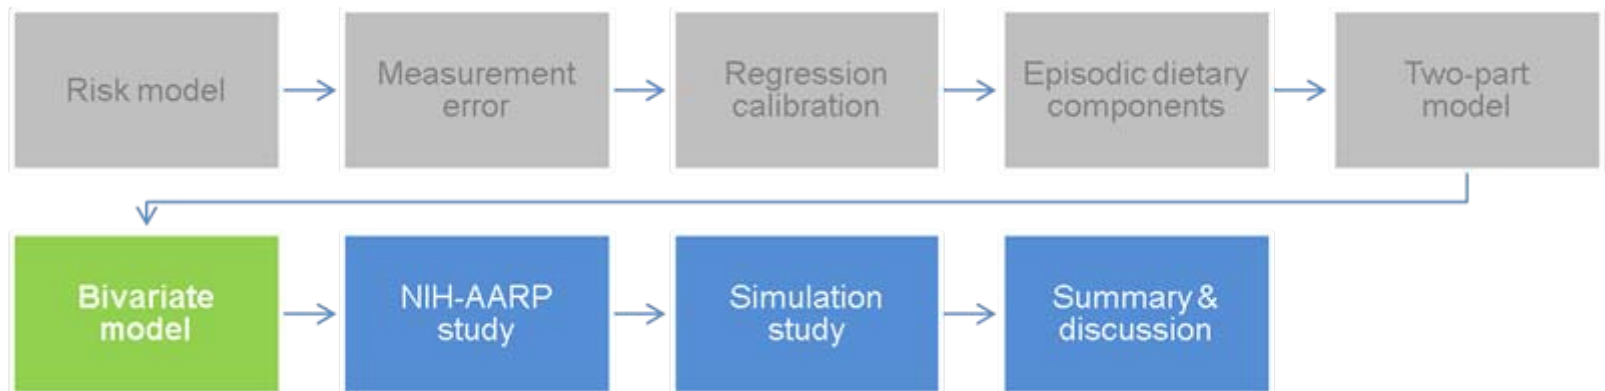 Risk model
Measurement
error
Regression
calibration
Episodic dietary
components
Two-part
model
Bivariate
model
NIH-AARP
study
Simulation
study
Summary &
discussion